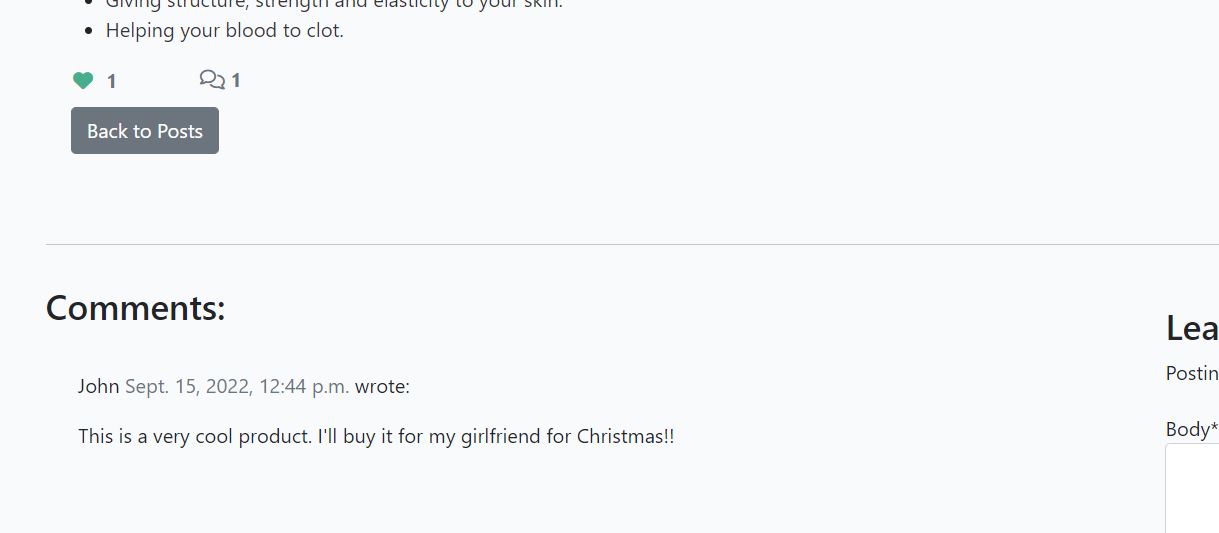 Giving structure, strength and elasticity to your skin.
Helping your blood to clot.
1 1
Back to Posts
Comments:
John Sept. 15, 2022, 12:44 p.m. wrote:
This is a very cool product. I'll buy it for my girlfriend for Christmas!!
Lea
Postin
Body*